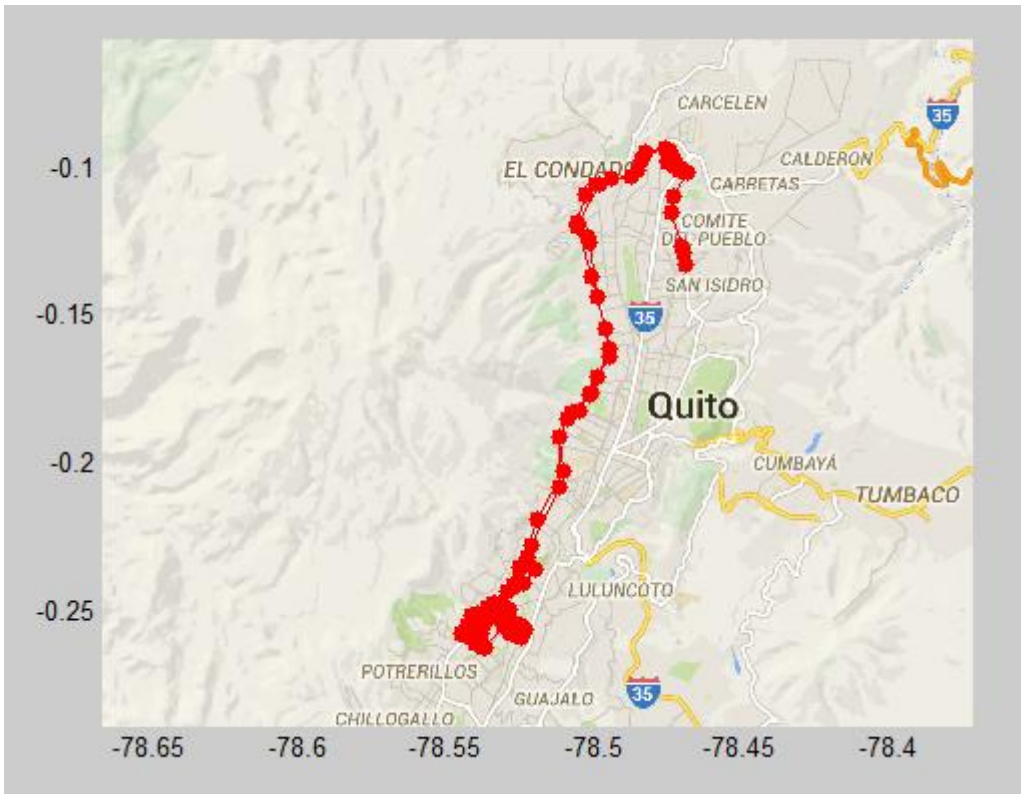 CARCELEN
35
-0.1
EL CONDADO
CALDERON
CARRETAS
COMITE
DEL PUEBLO
SAN ISIDRO
-0.15
35
Quito
-0.2
CUMBAYÁ
TUMBACO
-0.25
LULUNCOTO
POTRERILLOS
35
GUAJALO
CHILLOGALLO
-78.65
-78.6
-78.55
-78.5
-78.45
-78.4